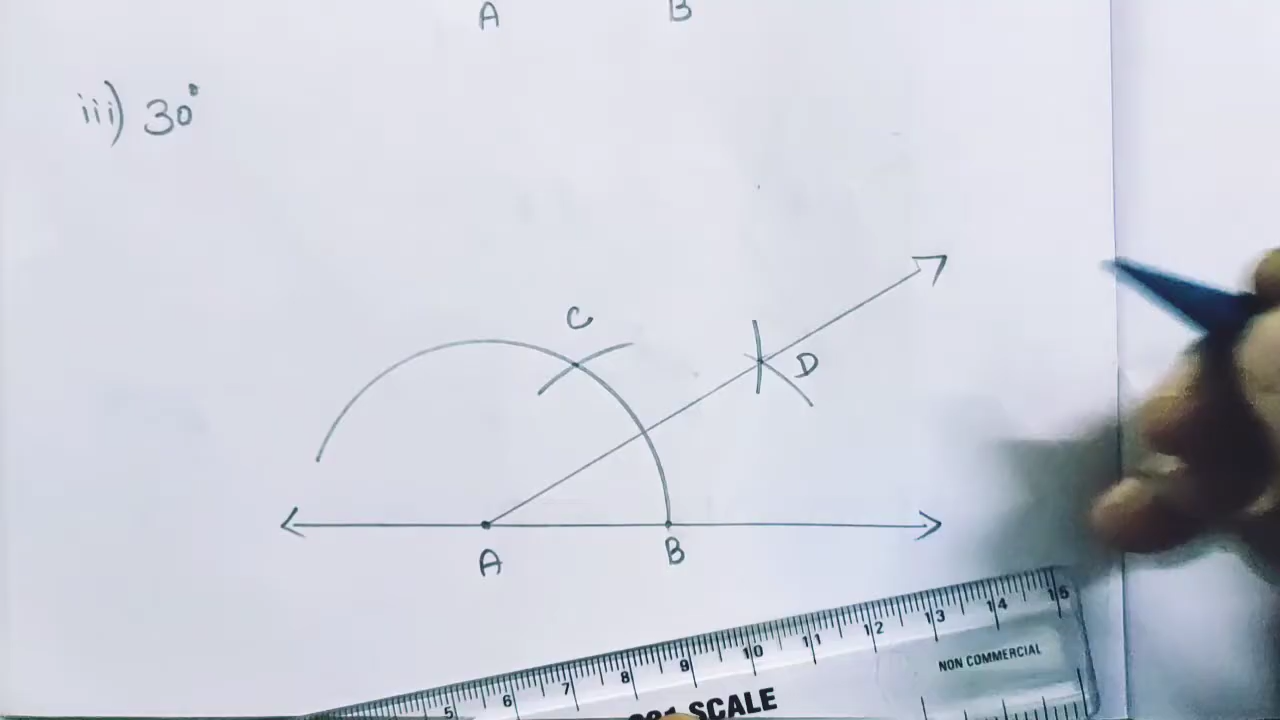 A B
iii) 30°
C
D
A B
5 6 7 8 9 10 11 12 13 14 15
NON COMMERCIAL
SCALE